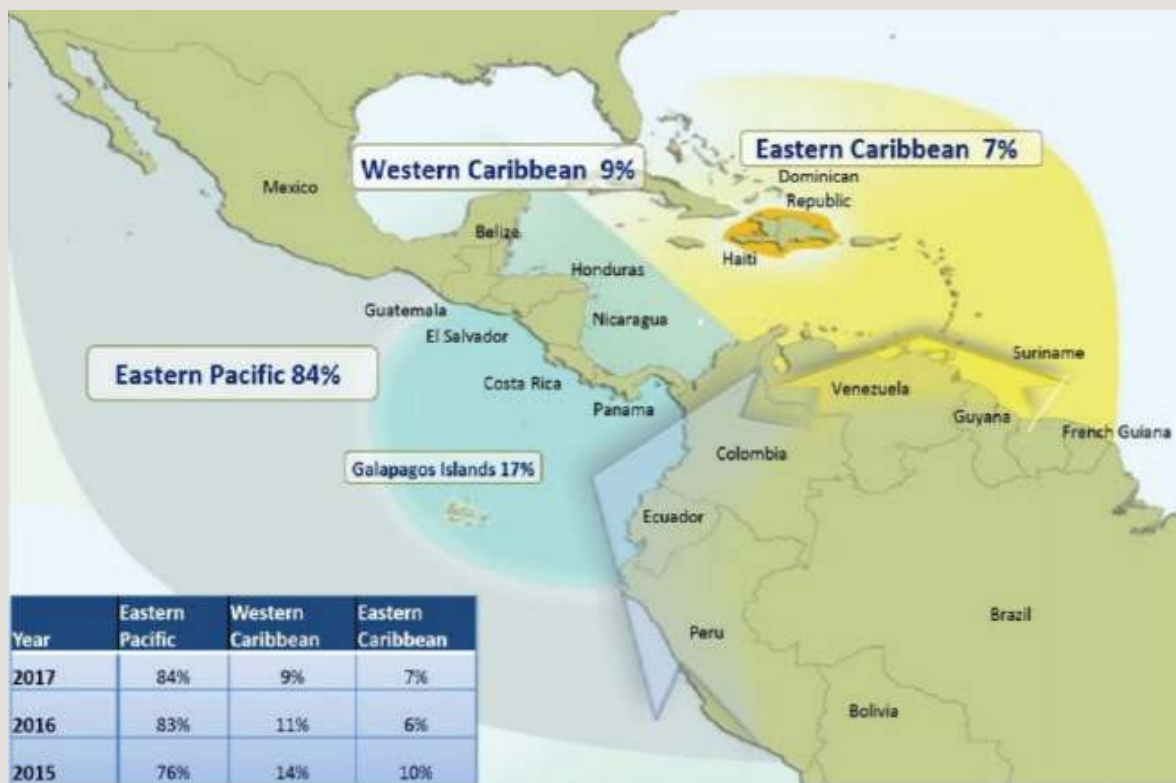 Western Caribbean 9%
Eastern Caribbean 7%
Dominican
Republic
Mexico
Belize
Haiti
Honduras
Guatemala
Nicaragua
El Salvador
Suriname
Eastern Pacific 84%
Costa Rica
Venezuela
Panama
Guyana
French Guiana
Colombia
Galapagos Islands 17%
Ecuador
Brazil
Peru
Bolivia
Year Eastern Pacific Western Caribbean Eastern Caribbean
2017 84% 9% 7%
2016 83% 11% 6%
2015 76% 14% 10%